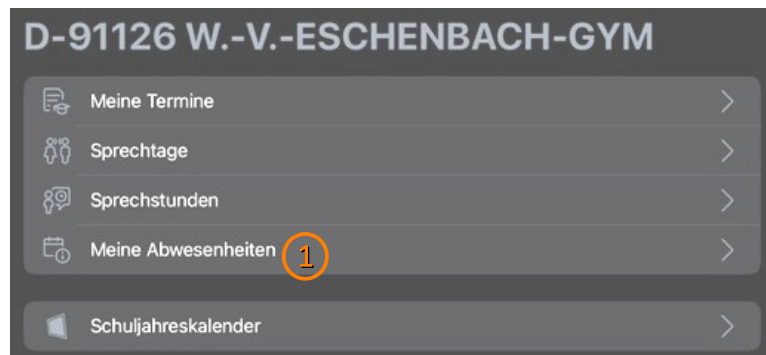 D-91126 W.-V.-ESCHENBACH-GYM
Meine Termine
Sprechtage
Sprechstunden
Meine Abwesenheiten 1
Schuljahreskalender